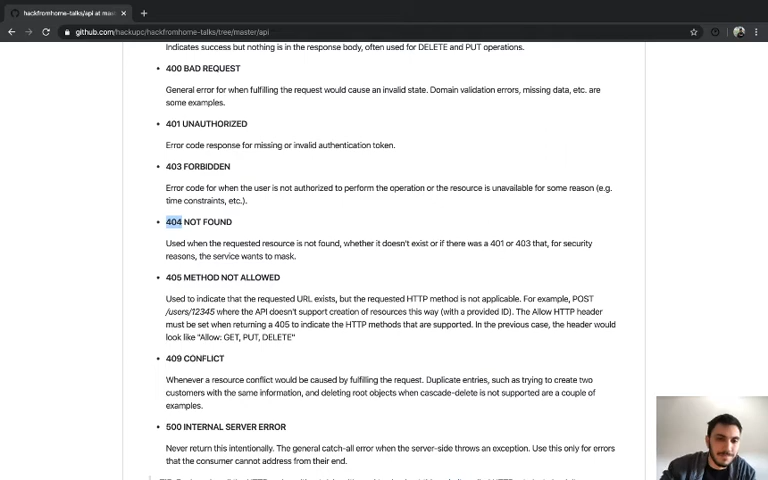 hackfromhome-talks/api at mas
github.com/hackupc/hackfromhome-talks/tree/master/api
Indicates success but nothing is in the response body, often used for DELETE and PUT operations.
• 400 BAD REQUEST
General error for when fulfilling the request would cause an invalid state. Domain validation errors, missing data, etc. are
some examples.
• 401 UNAUTHORIZED
Error code response for missing or invalid authentication token.
• 403 FORBIDDEN
Error code for when the user is not authorized to perform the operation or the resource is unavailable for some reason (e.g.
time constraints, etc.).
• 404 NOT FOUND
Used when the requested resource is not found, whether it doesn't exist or if there was a 401 or 403 that, for security
reasons, the service wants to mask.
• 405 METHOD NOT ALLOWED
Used to indicate that the requested URL exists, but the requested HTTP method is not applicable. For example, POST
/users/12345 where the API doesn't support creation of resources this way (with a provided ID). The Allow HTTP header
must be set when returning a 405 to indicate the HTTP methods that are supported. In the previous case, the header would
look like "Allow: GET, PUT, DELETE"
• 409 CONFLICT
Whenever a resource conflict would be caused by fulfilling the request. Duplicate entries, such as trying to create two
customers with the same information, and deleting root objects when cascade-delete is not supported are a couple of
examples.
• 500 INTERNAL SERVER ERROR
Never return this intentionally. The general catch-all error when the server-side throws an exception. Use this only for errors
that the consumer cannot address from their end.